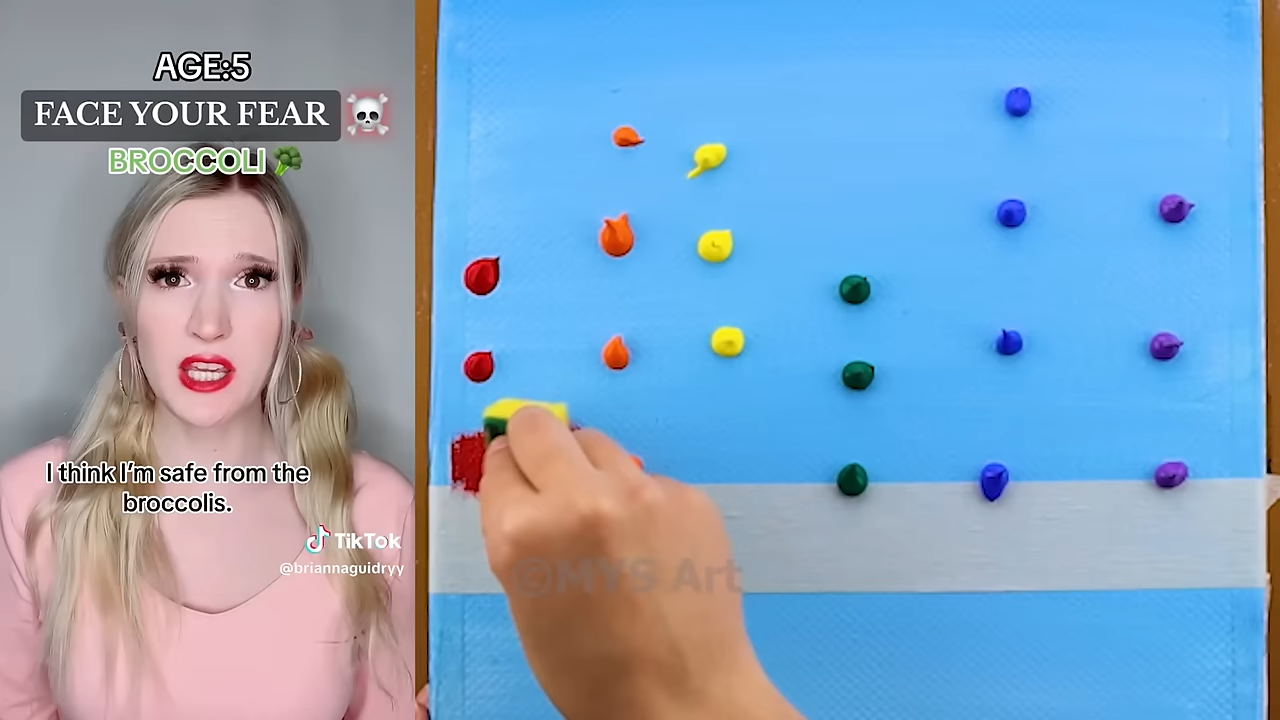 AGE:5
FACE YOUR FEAR ☠️
BROCCOLI 🥦
I think I'm safe from the
broccolis.
TikTok
@briannaguidryy
©MYS Art